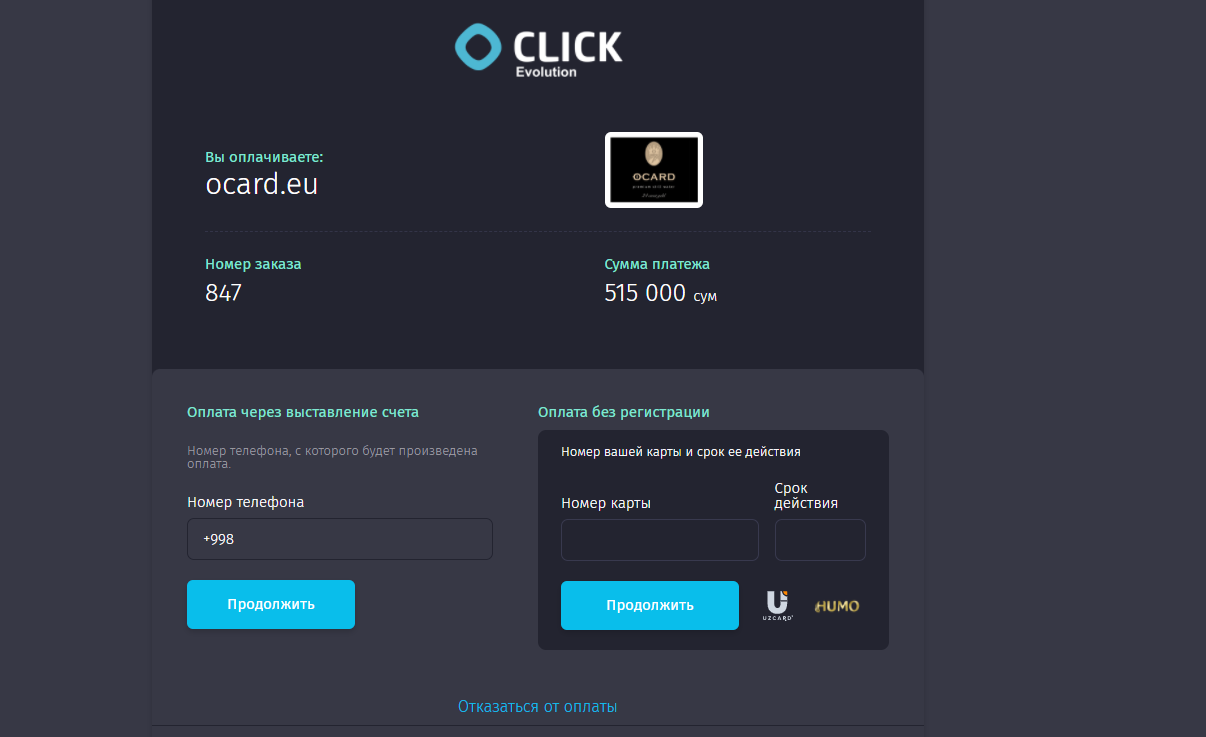 CLICK
Evolution
Вы оплачиваете:
ocard.eu
OCARD
Номер заказа
847
Сумма платежа
515 000 сум
Оплата через выставление счета
Номер телефона, с которого будет произведена
оплата.
Номер телефона
+998
Продолжить
Оплата без регистрации
Номер вашей карты и срок ее действия
Номер карты
Срок
действия
Продолжить
UZCARD
HUMO
Отказаться от оплаты